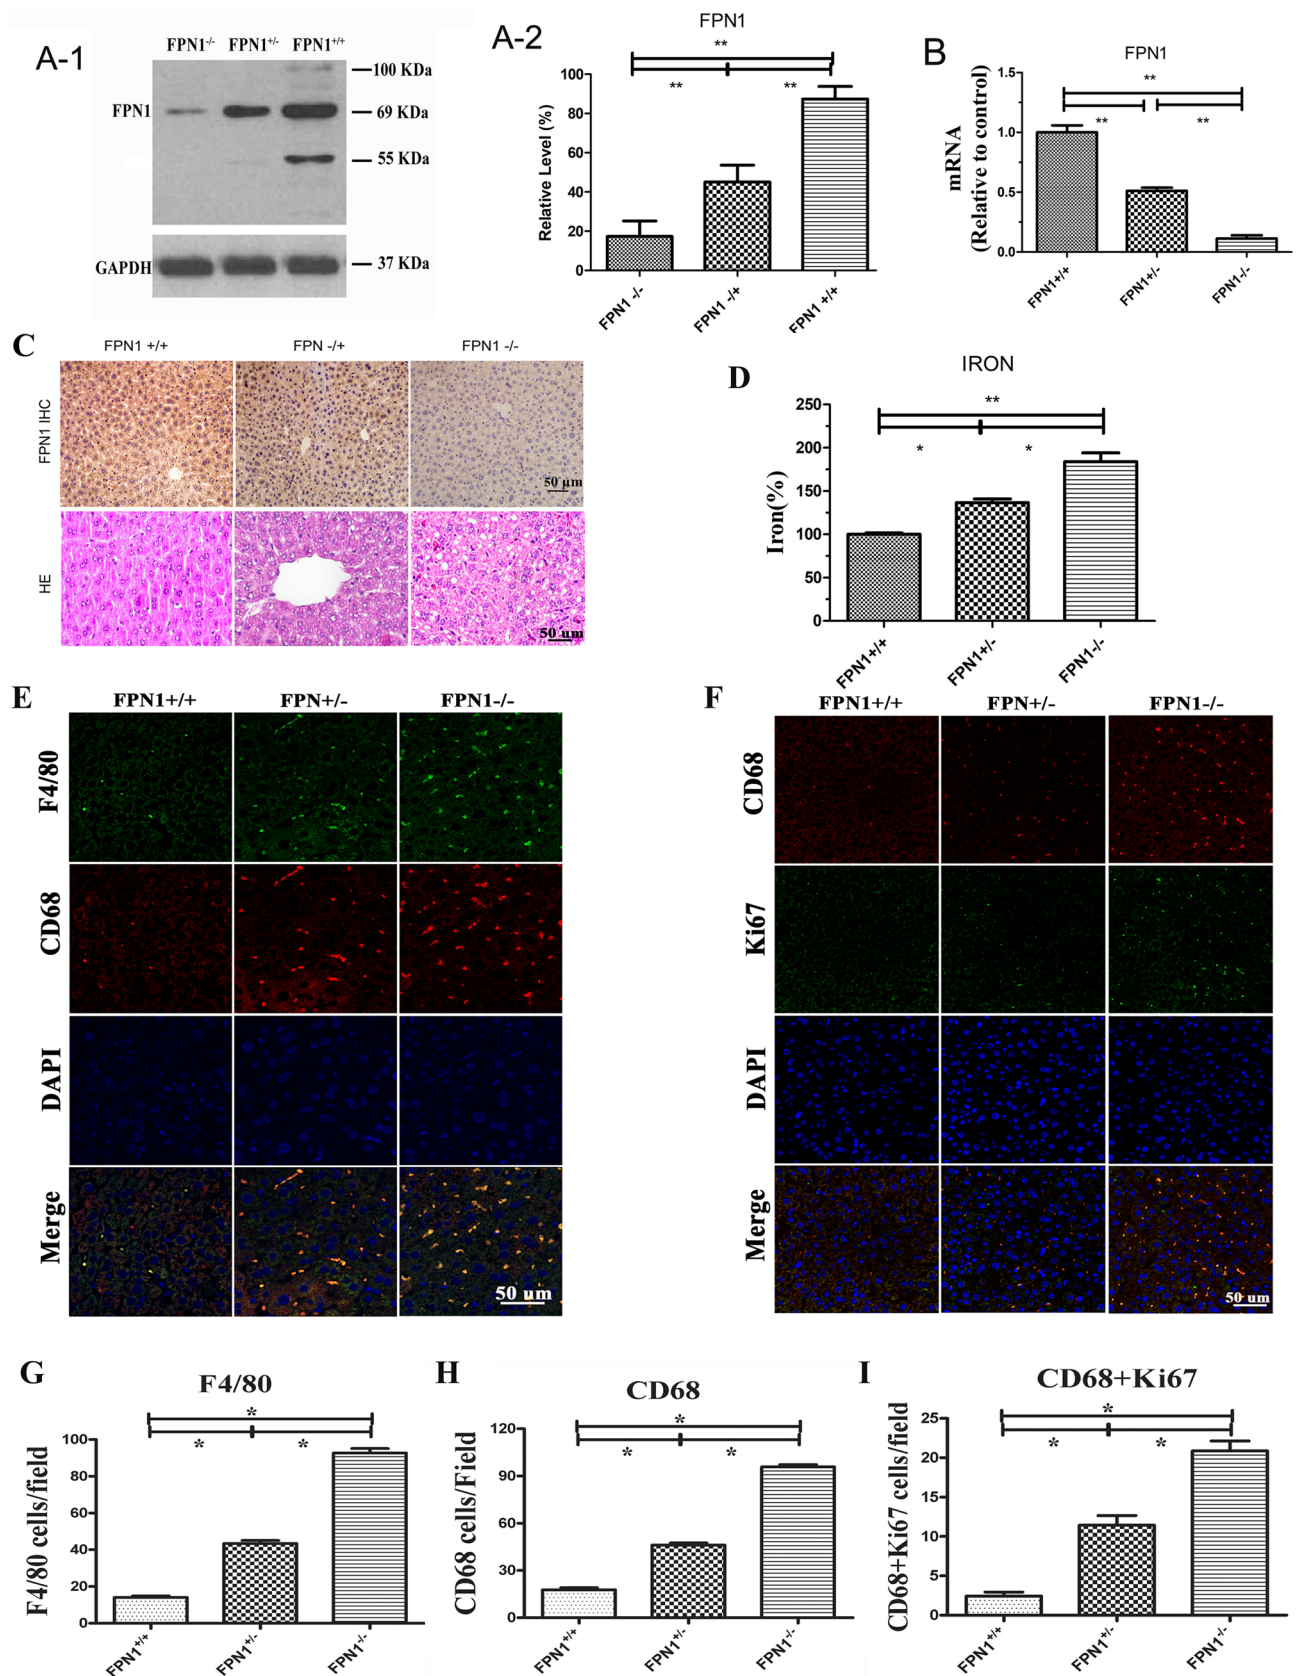 A-1
FPN1-/- FPN1+/- FPN1+/+
100 KDa
FPN1
69 KDa
55 KDa
GAPDH
37 KDa
A-2
FPN1
**
** **
Relative Level (%)
100
80
60
40
20
0
FPN1 -/-
FPN1 -/+
FPN1 +/+
B
FPN1
**
** **
mRNA
(Relative to control)
1.5
1.0
0.5
0.0
FPN1+/+
FPN1+/-
FPN1-/-
C
FPN1 +/+ FPN -/+ FPN1 -/-
FPN1 IHC
50 µm
HE
50 um
D
IRON
**
* *
Iron(%)
250
200
150
100
50
0
FPN1+/+
FPN1+/-
FPN1-/-
E
FPN1+/+ FPN+/- FPN1-/-
F4/80
CD68
DAPI
Merge
50 um
F
FPN1+/+ FPN+/- FPN1-/-
CD68
Ki67
DAPI
Merge
50 um
G
F4/80
*
* *
F4/80 cells/field
100
80
60
40
20
0
FPN1+/+
FPN1+/-
FPN1-/-
H
CD68
*
* *
CD68 cells/Field
120
90
60
30
0
FPN1+/+
FPN1+/-
FPN1-/-
I
CD68+Ki67
*
* *
CD68+Ki67 cells/field
25
20
15
10
5
0
FPN1+/+
FPN1+/-
FPN1-/-